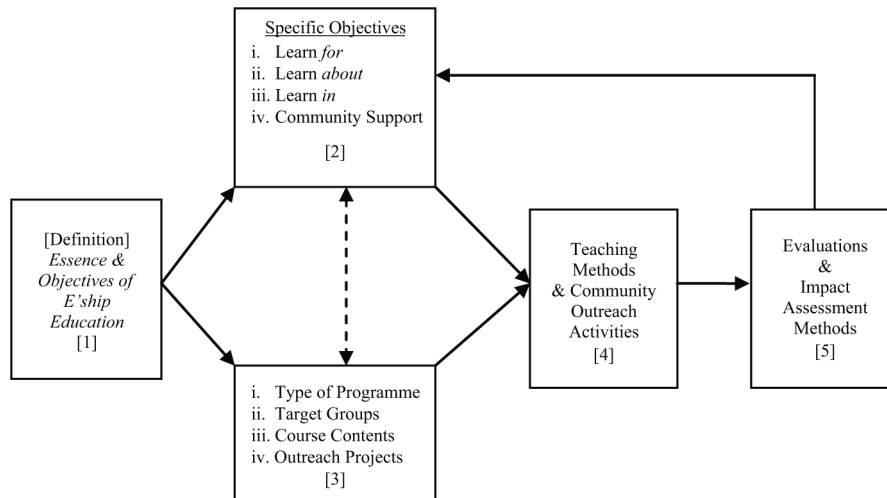 Specific Objectives
i. Learn for
ii. Learn about
iii. Learn in
iv. Community Support
[2]
[Definition]
Essence &
Objectives of
E'ship
Education
[1]
Teaching
Methods
& Community
Outreach
Activities
[4]
Evaluations
&
Impact
Assessment
Methods
[5]
i. Type of Programme
ii. Target Groups
iii. Course Contents
iv. Outreach Projects
[3]